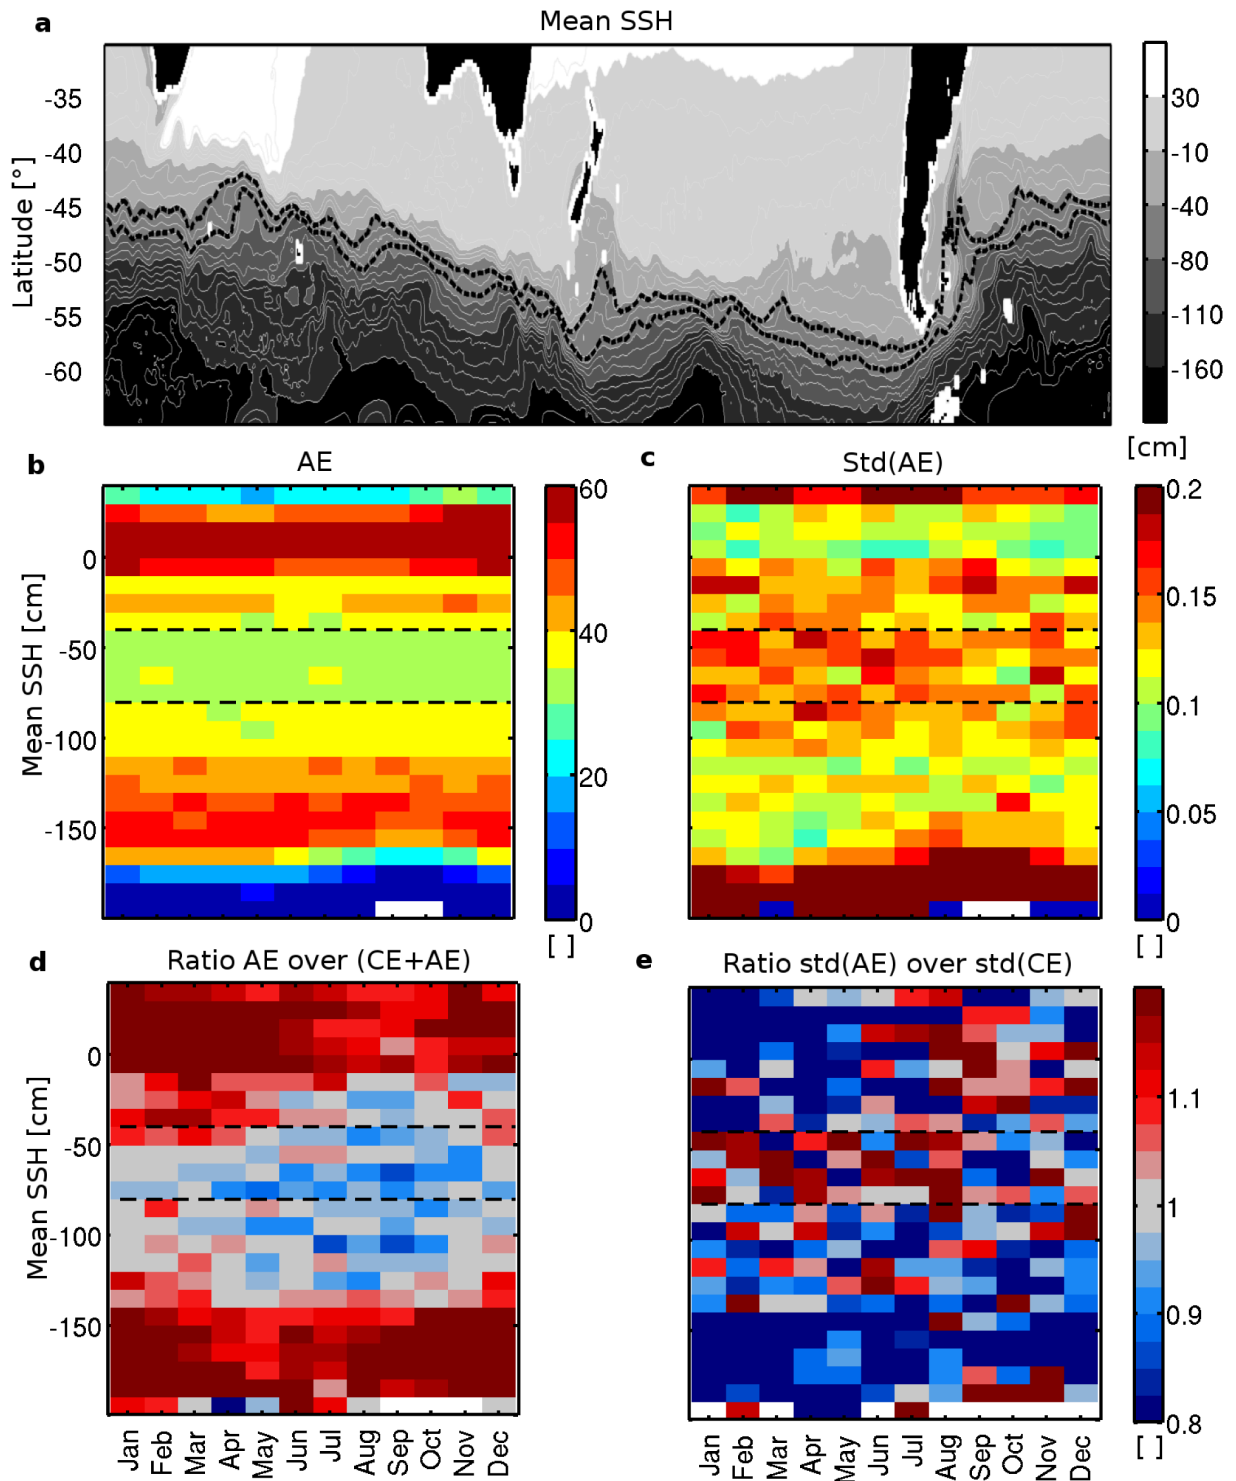 a
Mean SSH
Latitude [°]
-35
-40
-45
-50
-55
-60
30
-10
-40
-80
-110
-160
[cm]
b
AE
Mean SSH [cm]
0
-50
-100
-150
60
40
20
0
[ ]
c
Std(AE)
0.2
0.15
0.1
0.05
0
[ ]
d
Ratio AE over (CE+AE)
Mean SSH [cm]
0
-50
-100
-150
Jan Feb Mar Apr May Jun Jul Aug Sep Oct Nov Dec
e
Ratio std(AE) over std(CE)
1.1
1
0.9
0.8
[ ]
Jan Feb Mar Apr May Jun Jul Aug Sep Oct Nov Dec